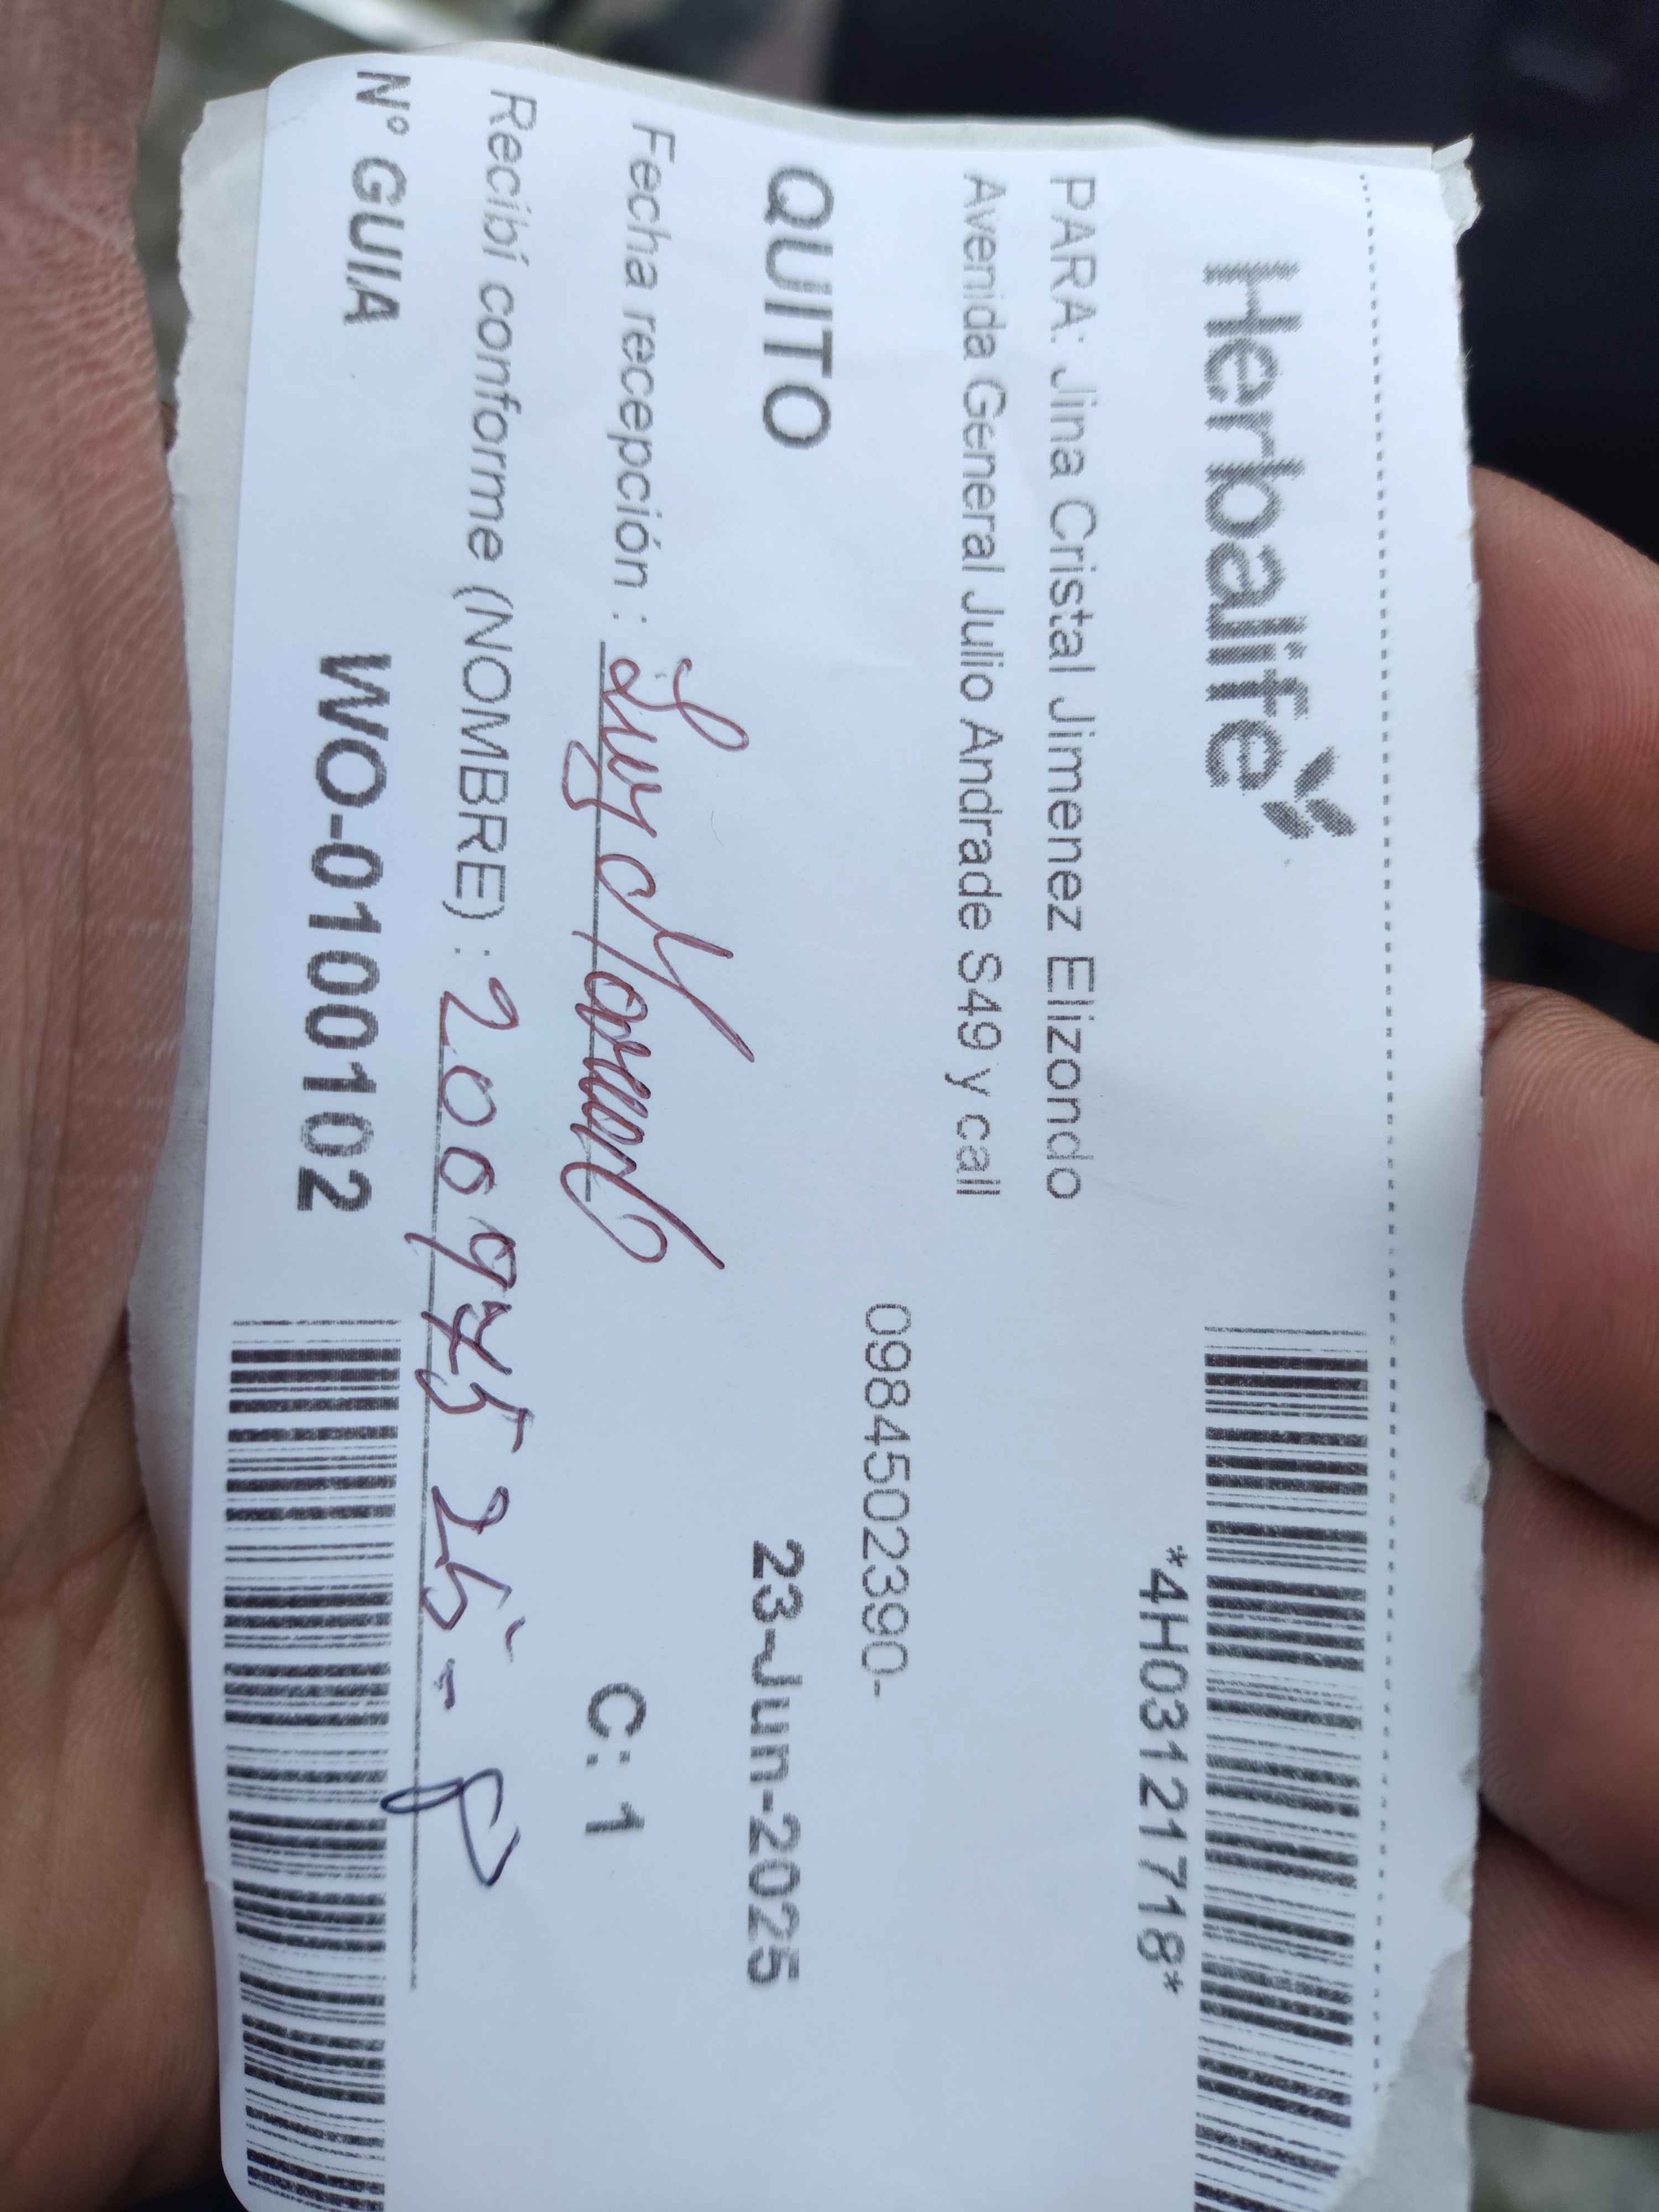 Herbalife
*4H03121718*
PARA: Jina Cristal Jimenez Elizondo
Avenida General Julio Andrade S49 y call
0984502390-
QUITO 23-Jun-2025
Fecha recepción : Luz C: 1
Recibí conforme (NOMBRE) :
Nº GUIA WO-0100102